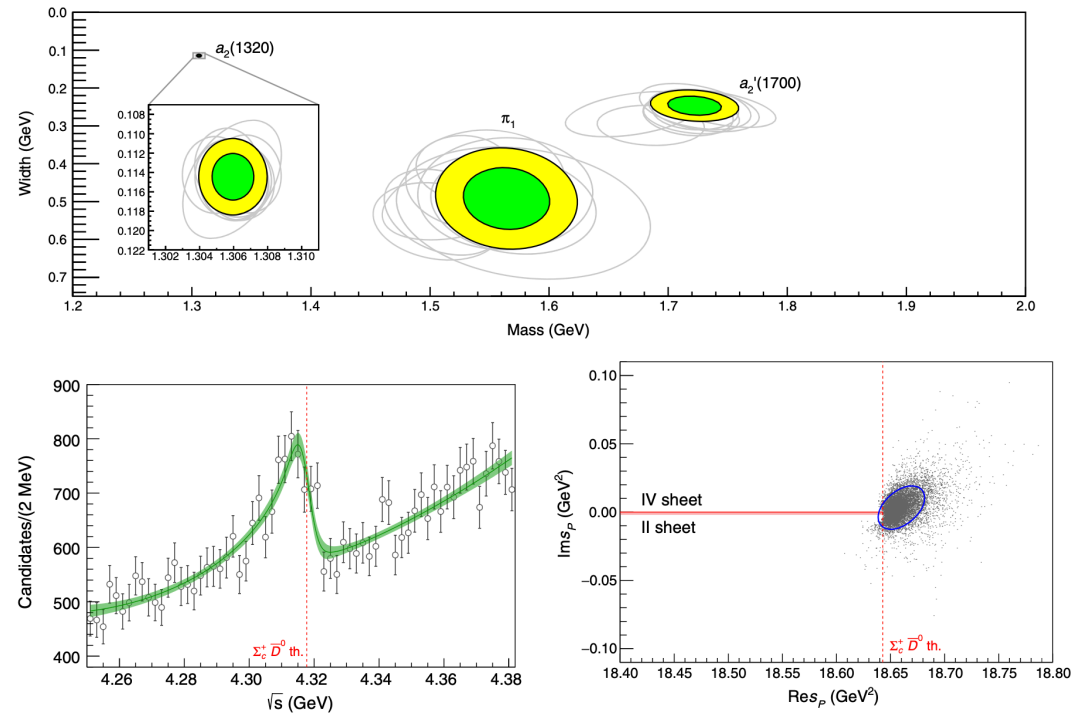 0.0
0.1
0.2
0.3
0.4
0.5
0.6
0.7
Width (GeV)
a₂(1320)
a₂'(1700)
π₁
0.108
0.110
0.112
0.114
0.116
0.118
0.120
0.122
1.302 1.304 1.306 1.308 1.310
1.2 1.3 1.4 1.5 1.6 1.7 1.8 1.9 2.0
Mass (GeV)
900
800
700
600
500
400
Candidates/(2 MeV)
Σ_c⁺ D̅⁰ th.
4.26 4.28 4.30 4.32 4.34 4.36 4.38
√s (GeV)
0.10
0.05
0.00
−0.05
−0.10
Im s_P (GeV²)
IV sheet
II sheet
Σ_c⁺ D̅⁰ th.
18.40 18.45 18.50 18.55 18.60 18.65 18.70 18.75 18.80
Re s_P (GeV²)